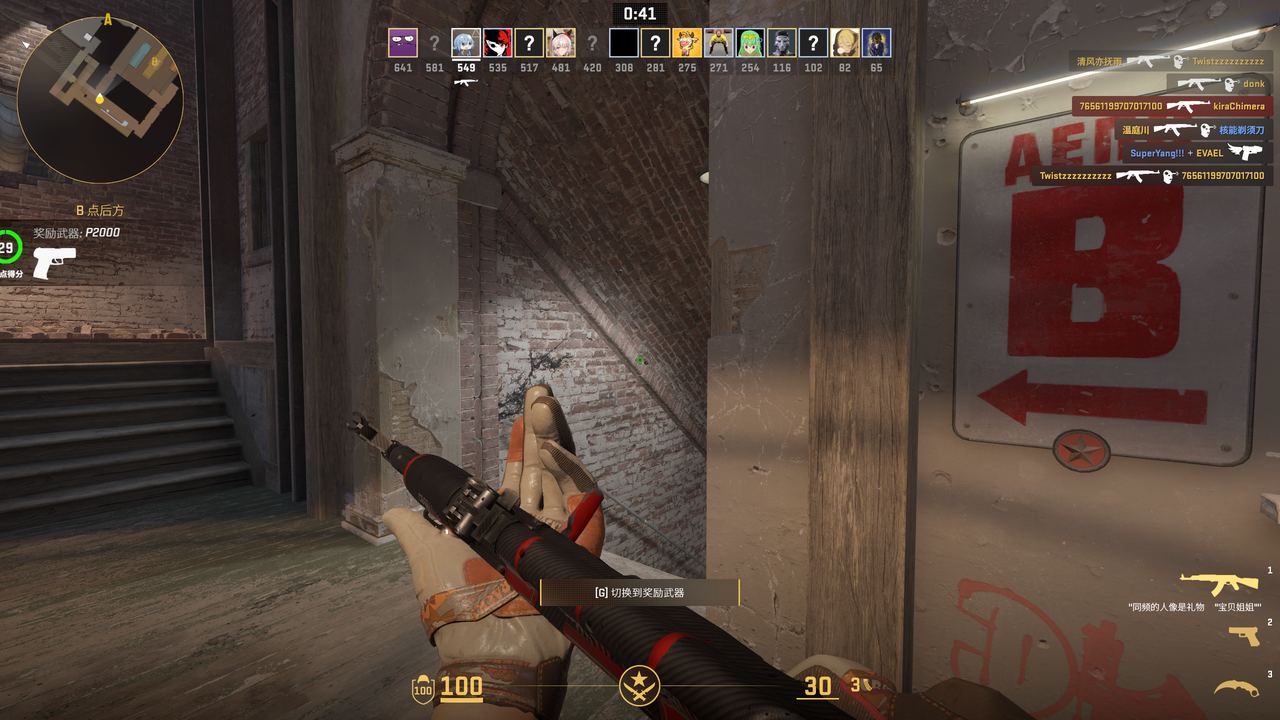 0:41
A
B
? ? ? ? ? ?
641 581 549 535 517 481 420 308 281 275 271 254 116 102 82 65
清风亦抚雨 Twistzzzzzzzzzz
donk
76561199707017100 kiraChimera
温庭川 核能剃须刀
SuperYang!!! + EVAEL
Twistzzzzzzzzzz 76561199707017100
B 点后方
奖励武器: P2000
29
点得分
B
[G] 切换到奖励武器
1
"同频的人像是礼物 "宝贝姐姐""
2
3
100 100
30 3